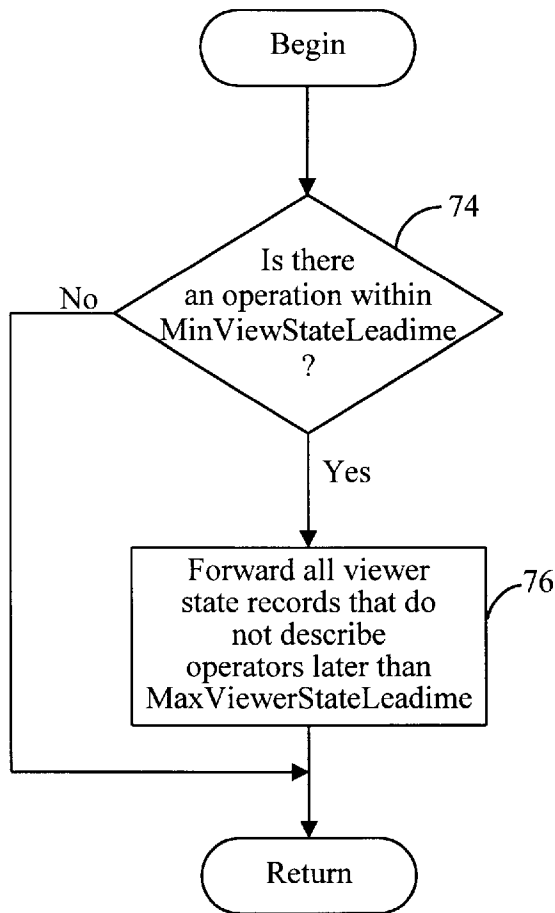 Begin
74
Is there
an operation within
MinViewStateLeadime
?
No
Yes
Forward all viewer
state records that do
not describe
operators later than
MaxViewerStateLeadime
76
Return